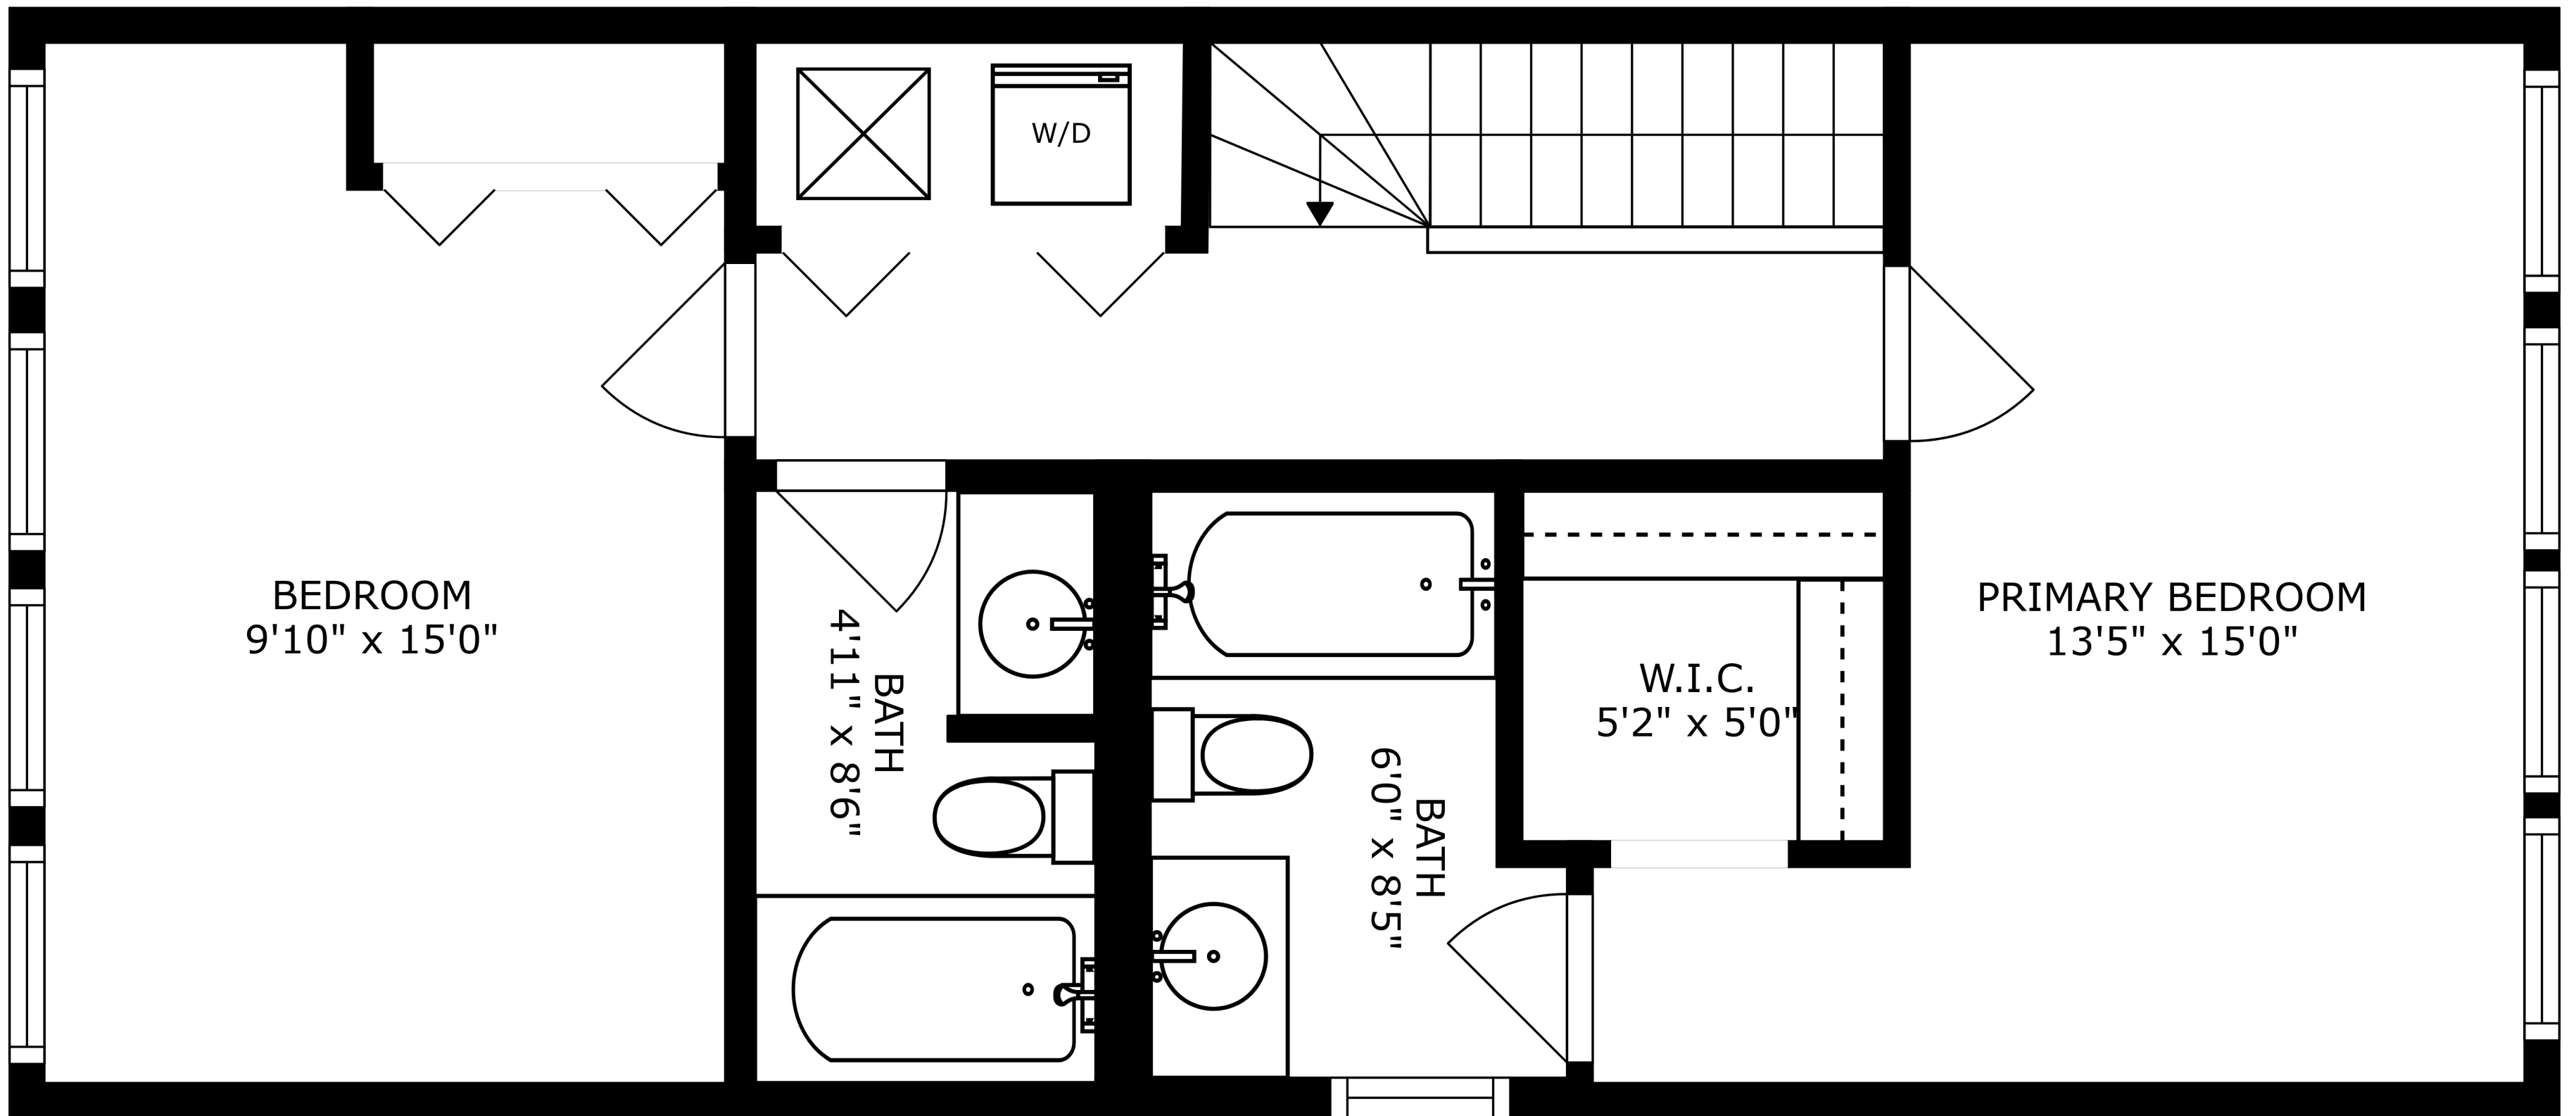 W/D
BEDROOM
9'10" x 15'0"
BATH
4'11" x 8'6"
BATH
6'0" x 8'5"
W.I.C.
5'2" x 5'0"
PRIMARY BEDROOM
13'5" x 15'0"